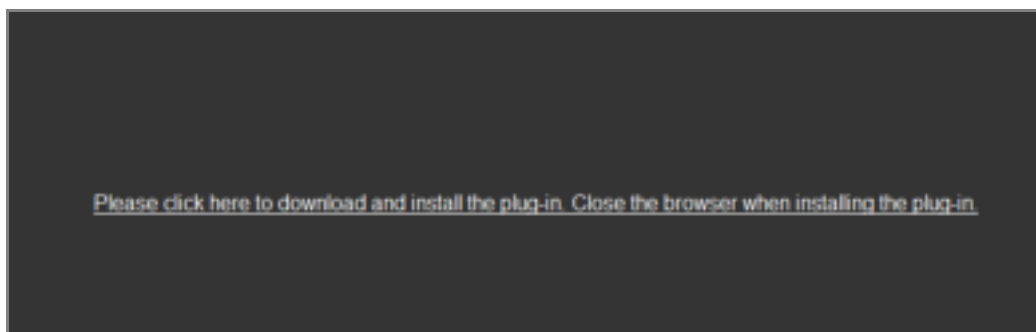 Please click here to download and install the plug-in. Close the browser when installing the plug-in.